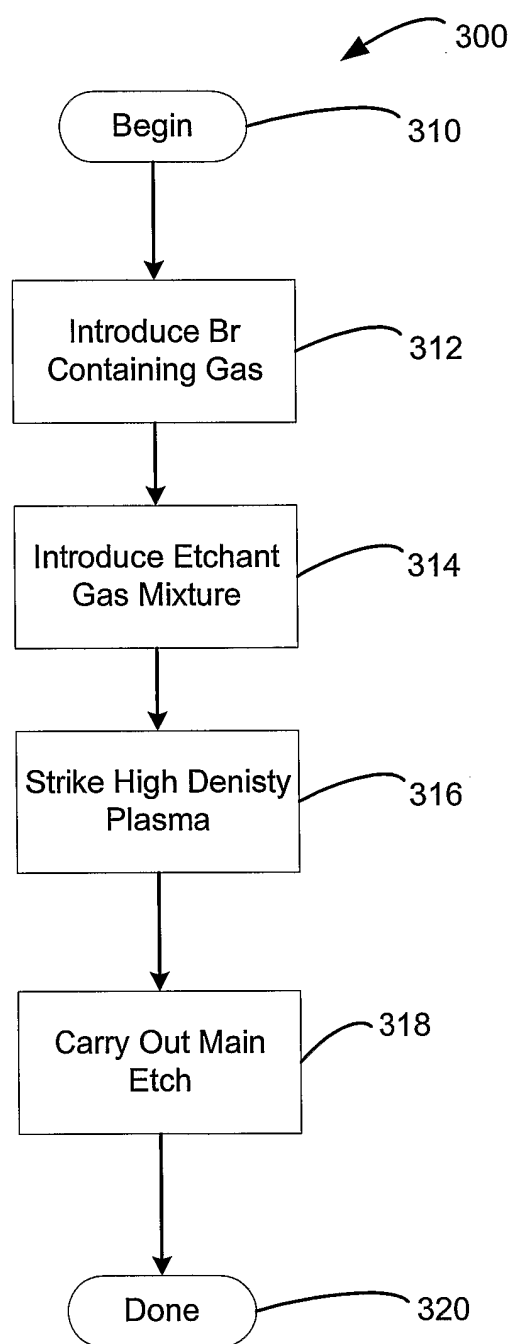 300
Begin
310
Introduce Br
Containing Gas
312
Introduce Etchant
Gas Mixture
314
Strike High Denisty
Plasma
316
Carry Out Main
Etch
318
Done
320